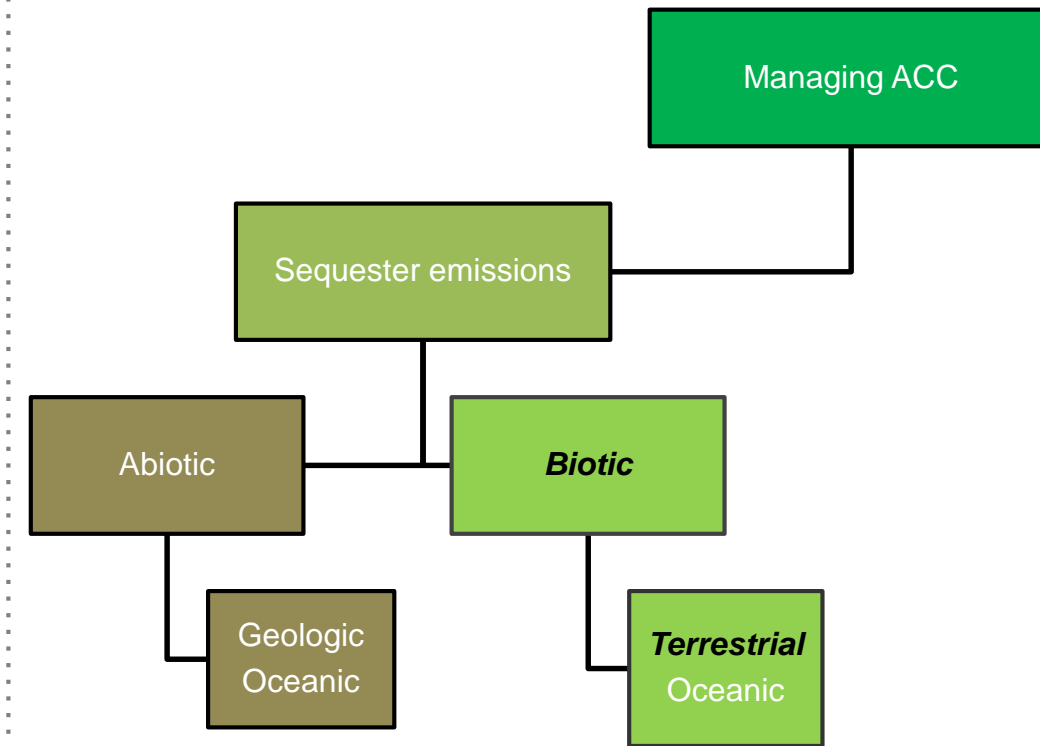 Managing ACC
Sequester emissions
Abiotic
Biotic
Geologic
Oceanic
Terrestrial
Oceanic